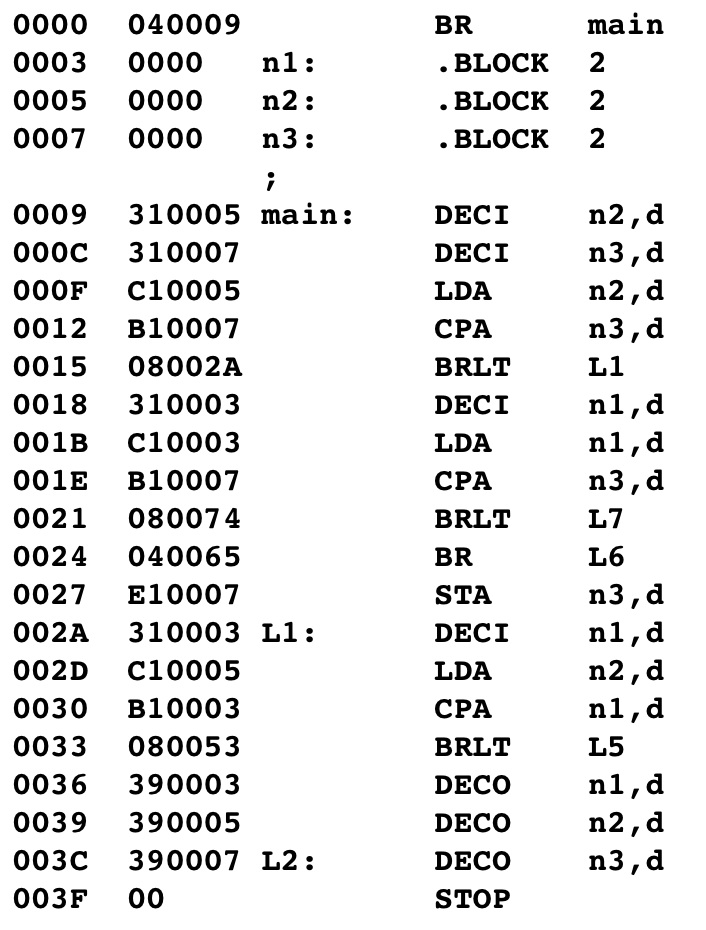 0000 040009 BR main
0003 0000 n1: .BLOCK 2
0005 0000 n2: .BLOCK 2
0007 0000 n3: .BLOCK 2
;
0009 310005 main: DECI n2,d
000C 310007 DECI n3,d
000F C10005 LDA n2,d
0012 B10007 CPA n3,d
0015 08002A BRLT L1
0018 310003 DECI n1,d
001B C10003 LDA n1,d
001E B10007 CPA n3,d
0021 080074 BRLT L7
0024 040065 BR L6
0027 E10007 STA n3,d
002A 310003 L1: DECI n1,d
002D C10005 LDA n2,d
0030 B10003 CPA n1,d
0033 080053 BRLT L5
0036 390003 DECO n1,d
0039 390005 DECO n2,d
003C 390007 L2: DECO n3,d
003F 00 STOP